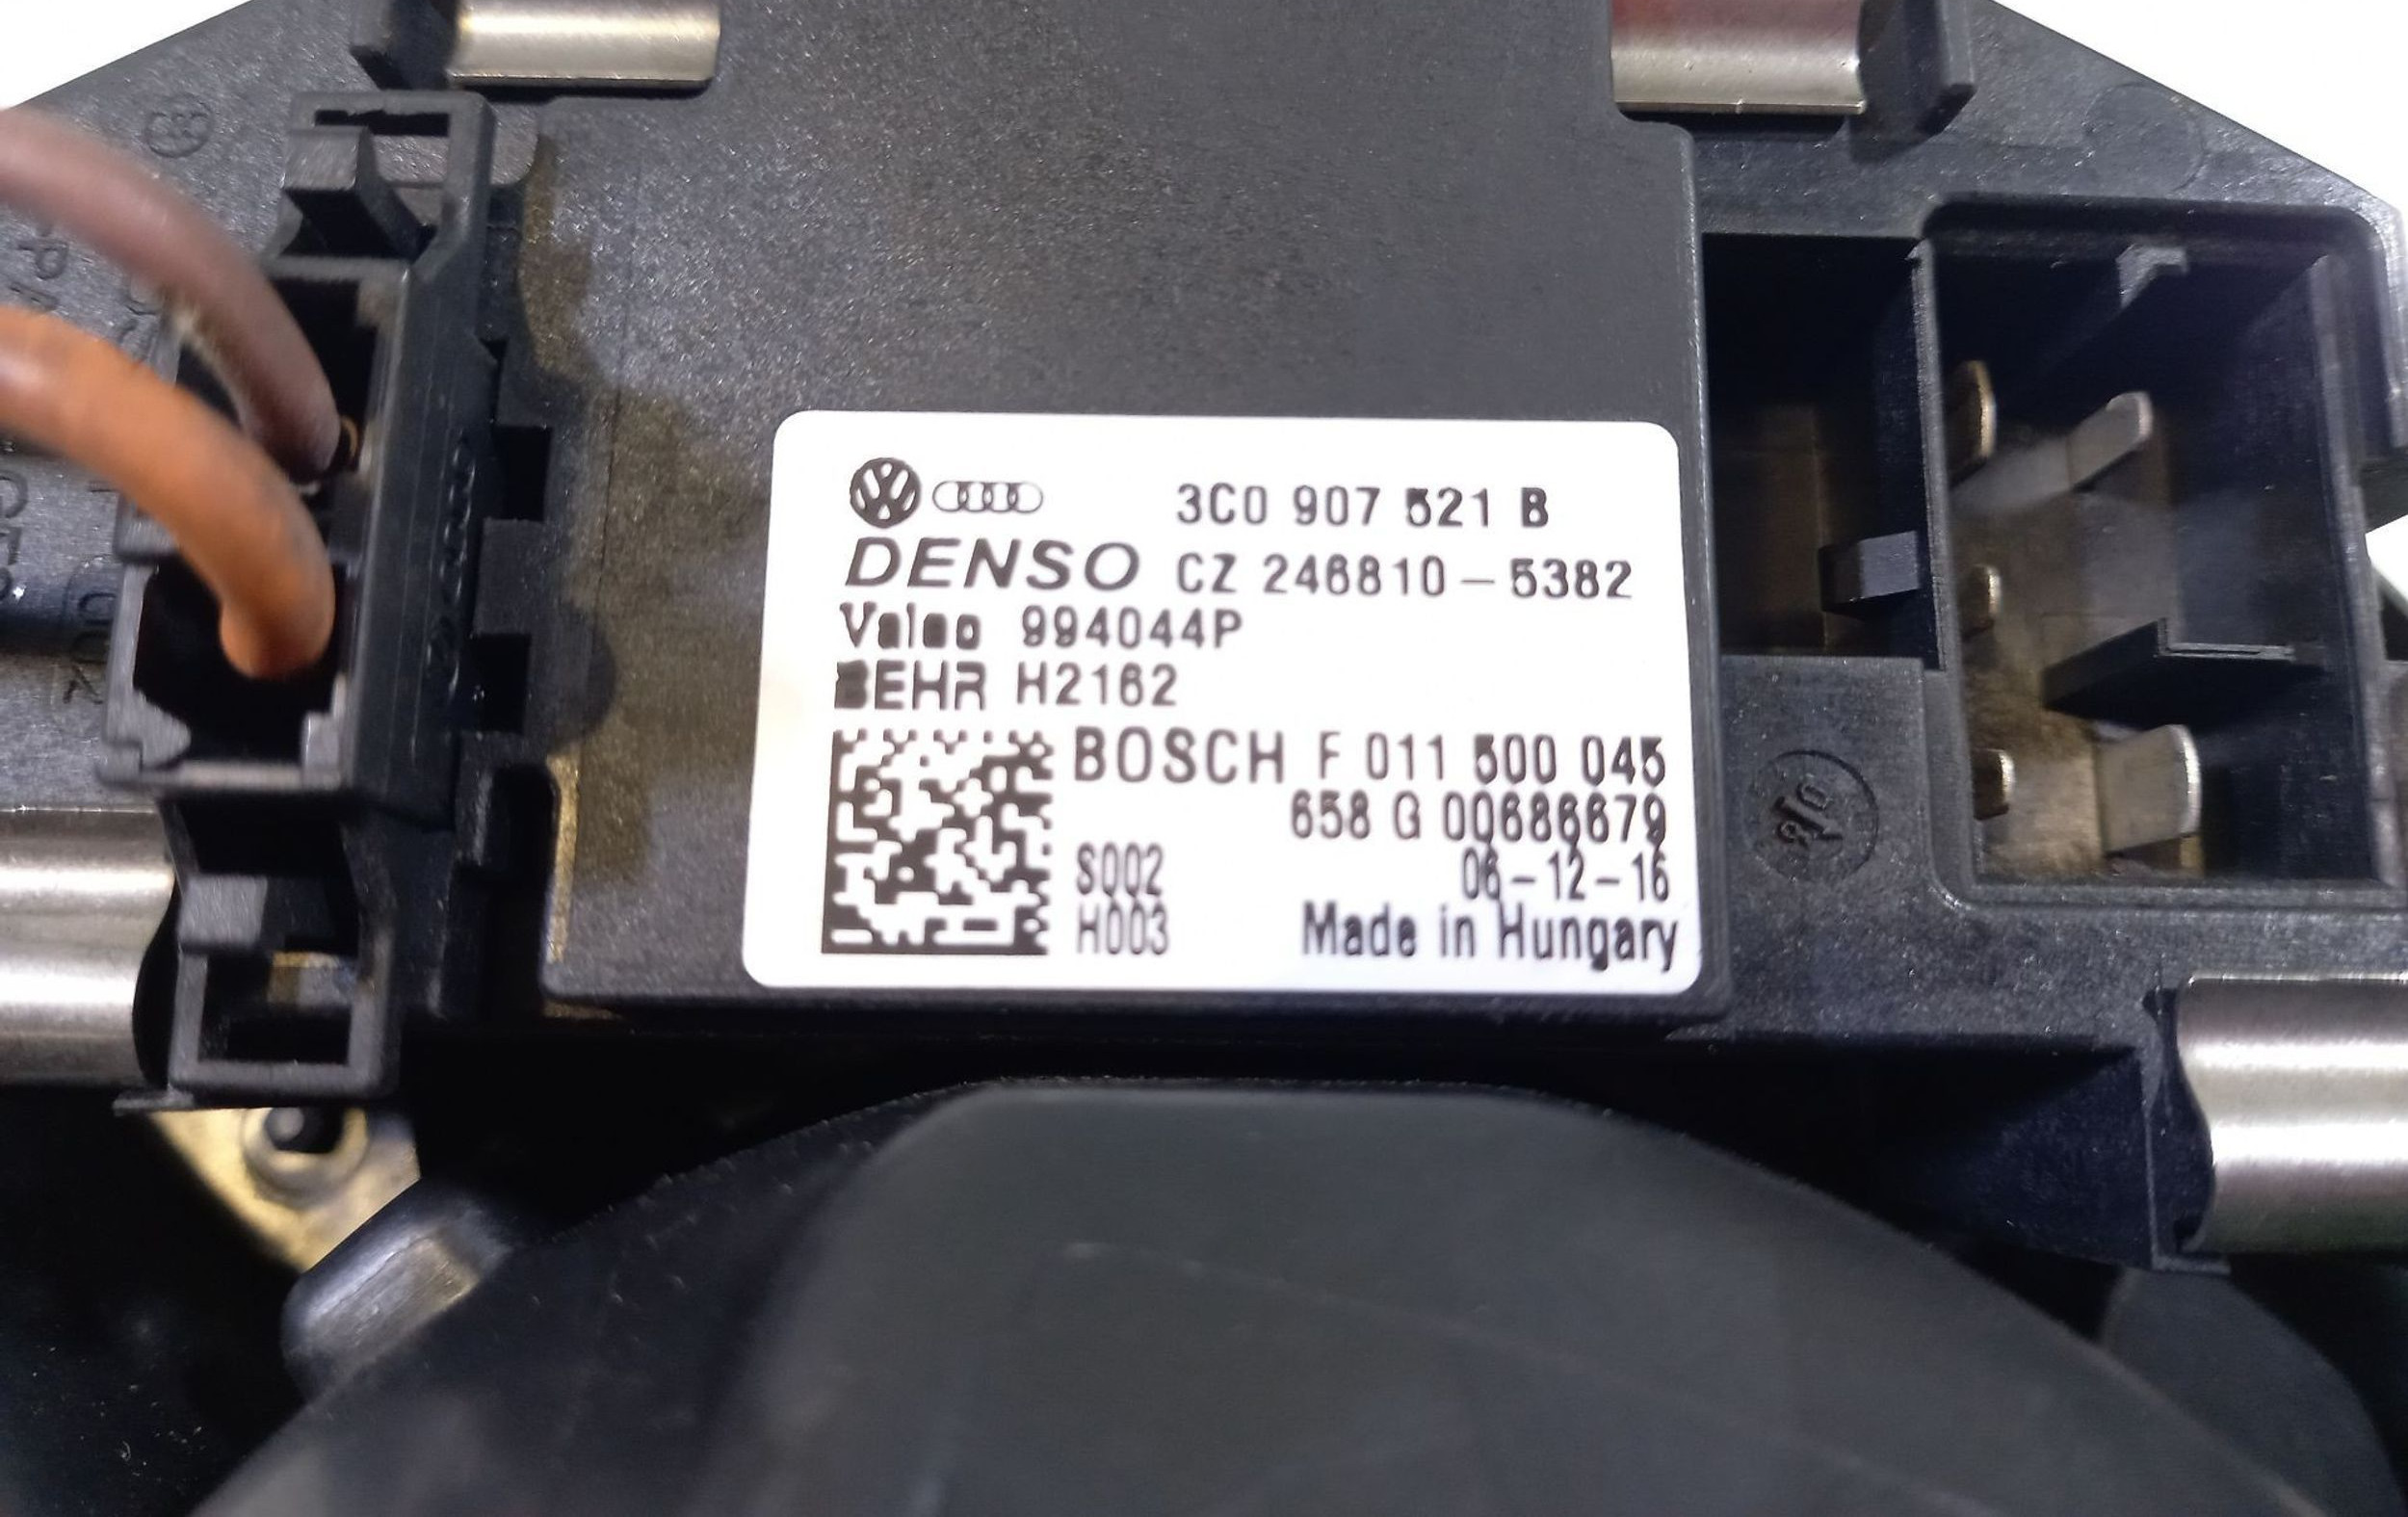 3C0 907 521 B
DENSO CZ 246810-5382
Valeo 994044P
BEHR H2162
BOSCH F 011 500 045
658 G 00686679
S002 06-12-16
H003 Made in Hungary